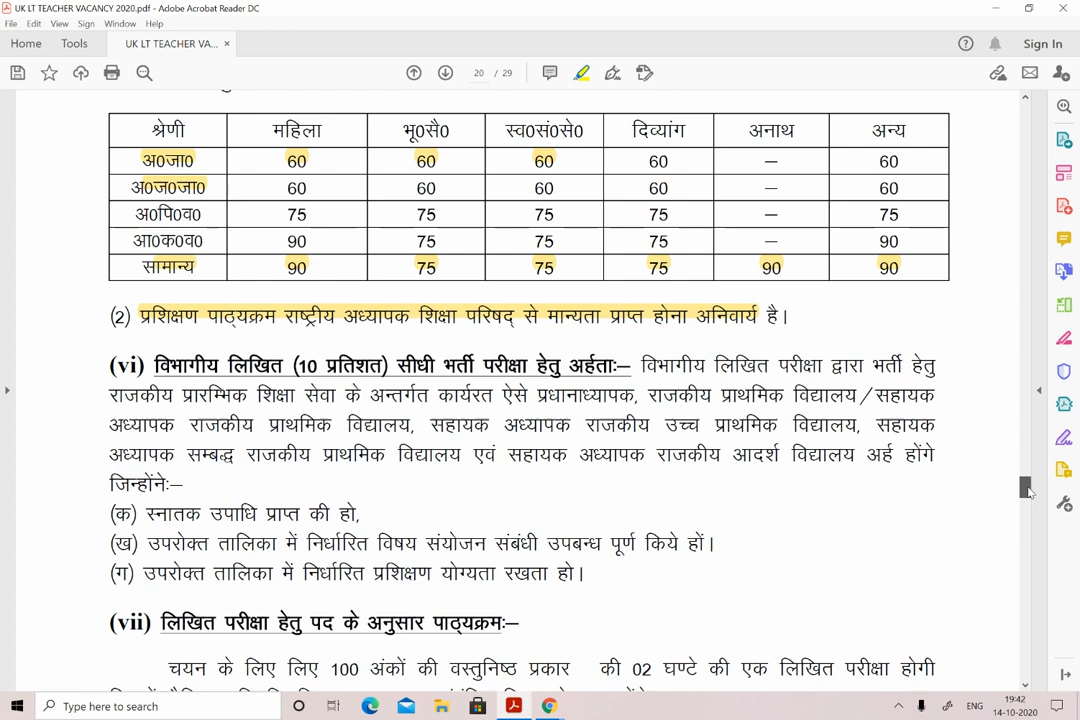 UK LT TEACHER VACANCY 2020.pdf - Adobe Acrobat Reader DC
File Edit View Sign Window Help
Home Tools UK LT TEACHER VA... × Sign In
20 / 29
श्रेणी महिला भू0सै0 स्व0सं0से0 दिव्यांग अनाथ अन्य
अ0जा0 60 60 60 60 – 60
अ0ज0जा0 60 60 60 60 – 60
अ0पि0व0 75 75 75 75 – 75
आ0क0व0 90 75 75 75 – 90
सामान्य 90 75 75 75 90 90
(2) प्रशिक्षण पाठ्यक्रम राष्ट्रीय अध्यापक शिक्षा परिषद् से मान्यता प्राप्त होना अनिवार्य है।
(vi) विभागीय लिखित (10 प्रतिशत) सीधी भर्ती परीक्षा हेतु अर्हताः– विभागीय लिखित परीक्षा द्वारा भर्ती हेतु
राजकीय प्रारम्भिक शिक्षा सेवा के अन्तर्गत कार्यरत ऐसे प्रधानाध्यापक, राजकीय प्राथमिक विद्यालय/सहायक
अध्यापक राजकीय प्राथमिक विद्यालय, सहायक अध्यापक राजकीय उच्च प्राथमिक विद्यालय, सहायक
अध्यापक सम्बद्ध राजकीय प्राथमिक विद्यालय एवं सहायक अध्यापक राजकीय आदर्श विद्यालय अर्ह होंगे
जिन्होंनेः–
(क) स्नातक उपाधि प्राप्त की हो,
(ख) उपरोक्त तालिका में निर्धारित विषय संयोजन संबंधी उपबन्ध पूर्ण किये हों।
(ग) उपरोक्त तालिका में निर्धारित प्रशिक्षण योग्यता रखता हो।
(vii) लिखित परीक्षा हेतु पद के अनुसार पाठ्यक्रमः–
चयन के लिए लिए 100 अंकों की वस्तुनिष्ठ प्रकार की 02 घण्टे की एक लिखित परीक्षा होगी
Type here to search ENG 19:42
14-10-2020